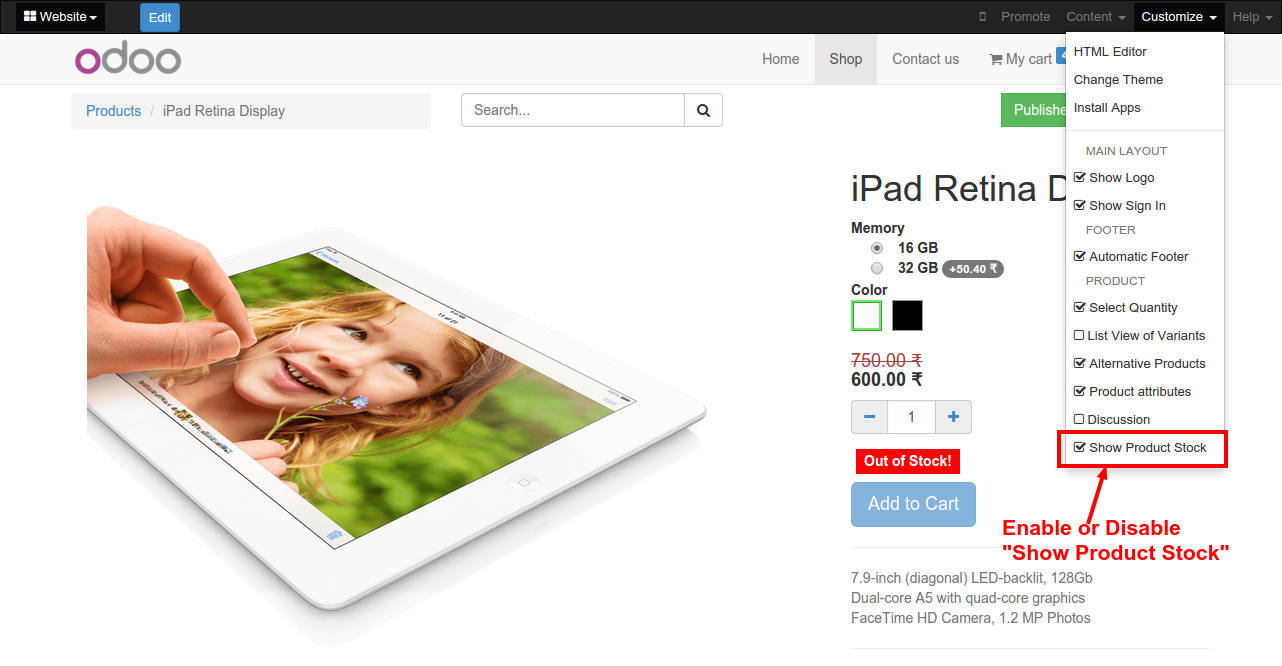 Website
Edit
Promote
Content
Customize
Help
odoo
Home
Shop
Contact us
My cart
HTML Editor
Change Theme
Install Apps
Products / iPad Retina Display
Search...
MAIN LAYOUT
Show Logo
Show Sign In
FOOTER
Automatic Footer
PRODUCT
Select Quantity
List View of Variants
Alternative Products
Product attributes
Discussion
Show Product Stock
iPad Retina
Memory
16 GB
32 GB +50.40 ₹
Color
750.00 ₹
600.00 ₹
1
Out of Stock!
Add to Cart
Enable or Disable
"Show Product Stock"
7.9-inch (diagonal) LED-backlit, 128Gb
Dual-core A5 with quad-core graphics
FaceTime HD Camera, 1.2 MP Photos